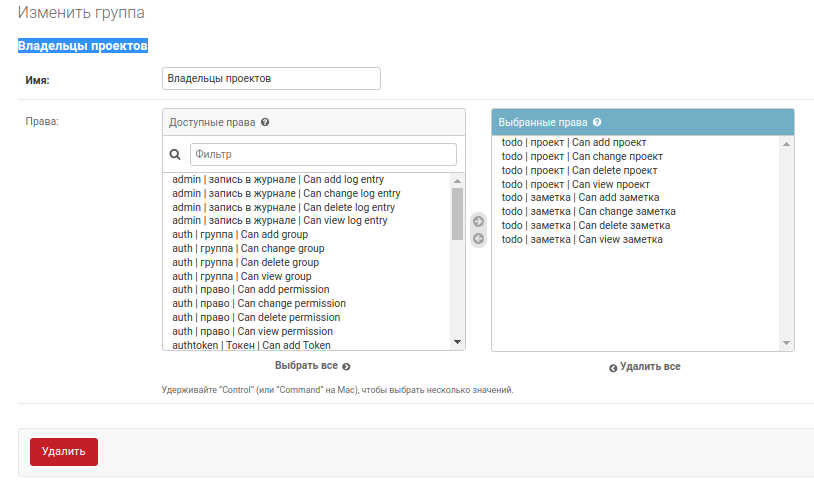 Изменить группа
Владельцы проектов
Имя:
Владельцы проектов
Права:
Доступные права
Фильтр
admin | запись в журнале | Can add log entry
admin | запись в журнале | Can change log entry
admin | запись в журнале | Can delete log entry
admin | запись в журнале | Can view log entry
auth | группа | Can add group
auth | группа | Can change group
auth | группа | Can delete group
auth | группа | Can view group
auth | право | Can add permission
auth | право | Can change permission
auth | право | Can delete permission
auth | право | Can view permission
authtoken | Токен | Can add Token
Выбрать все
Выбранные права
todo | проект | Can add проект
todo | проект | Can change проект
todo | проект | Can delete проект
todo | проект | Can view проект
todo | заметка | Can add заметка
todo | заметка | Can change заметка
todo | заметка | Can delete заметка
todo | заметка | Can view заметка
Удалить все
Удерживайте "Control" (или "Command" на Mac), чтобы выбрать несколько значений.
Удалить